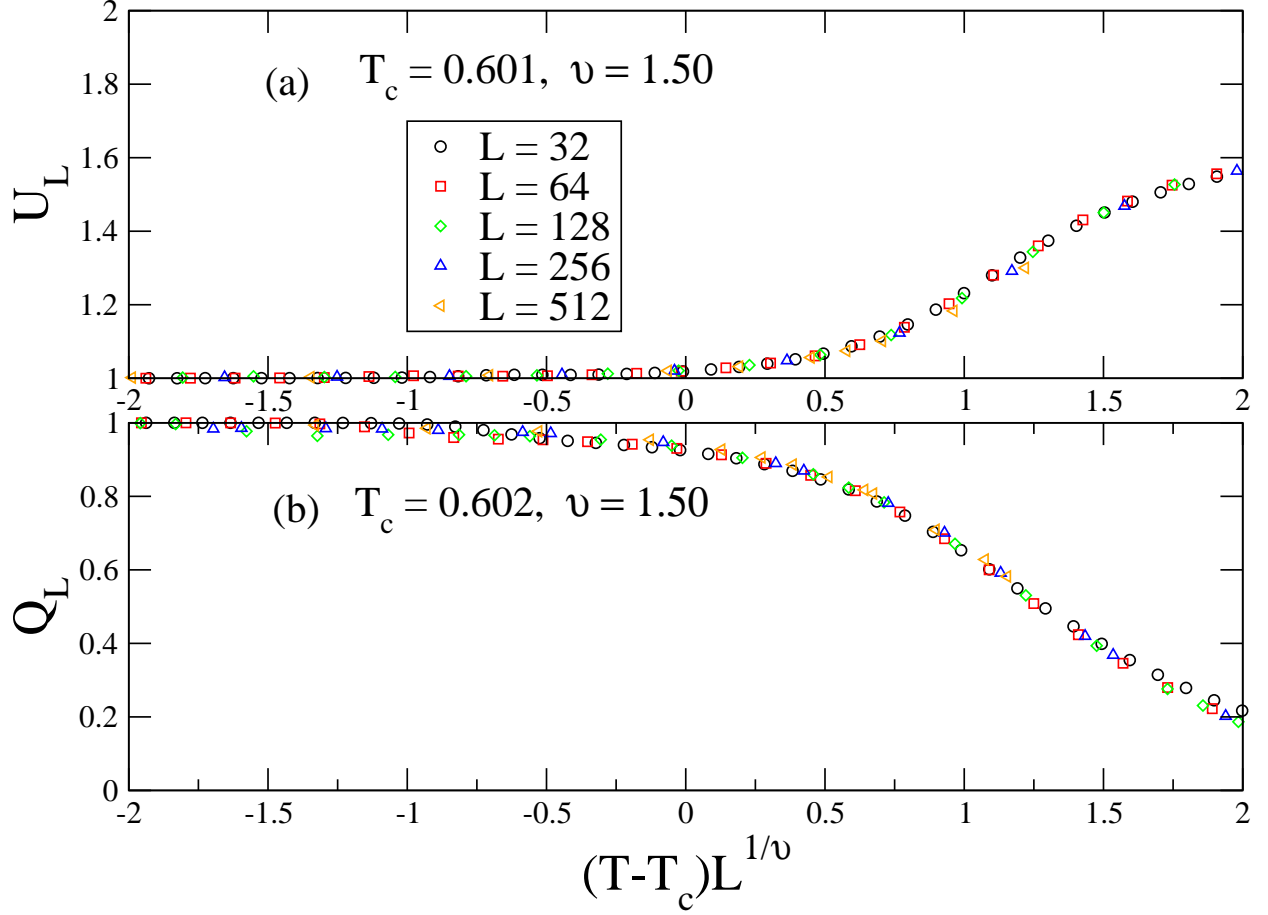 2
1.8
1.6
1.4
1.2
1
U_L
(a) T_c = 0.601, υ = 1.50
L = 32
L = 64
L = 128
L = 256
L = 512
-2 -1.5 -1 -0.5 0 0.5 1 1.5 2
1
0.8
0.6
0.4
0.2
0
Q_L
(b) T_c = 0.602, υ = 1.50
-2 -1.5 -1 -0.5 0 0.5 1 1.5 2
(T-T_c)L^{1/υ}